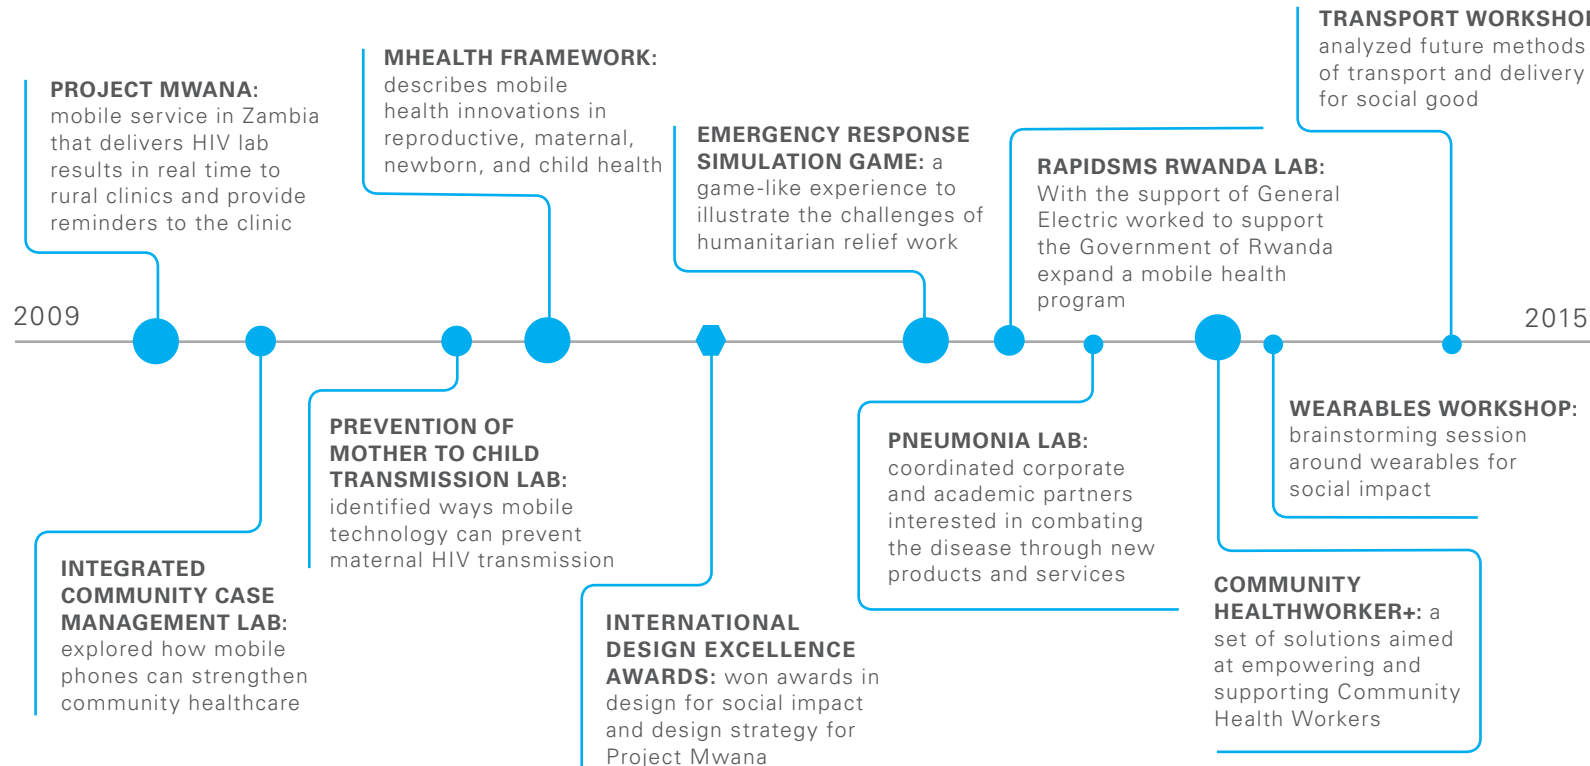 2009
PROJECT MWANA:
mobile service in Zambia
that delivers HIV lab
results in real time to
rural clinics and provide
reminders to the clinic
INTEGRATED
COMMUNITY CASE
MANAGEMENT LAB:
explored how mobile
phones can strengthen
community healthcare
PREVENTION OF
MOTHER TO CHILD
TRANSMISSION LAB:
identified ways mobile
technology can prevent
maternal HIV transmission
MHEALTH FRAMEWORK:
describes mobile
health innovations in
reproductive, maternal,
newborn, and child health
INTERNATIONAL
DESIGN EXCELLENCE
AWARDS: won awards in
design for social impact
and design strategy for
Project Mwana
EMERGENCY RESPONSE
SIMULATION GAME: a
game-like experience to
illustrate the challenges of
humanitarian relief work
RAPIDSMS RWANDA LAB:
With the support of General
Electric worked to support
the Government of Rwanda
expand a mobile health
program
PNEUMONIA LAB:
coordinated corporate
and academic partners
interested in combating
the disease through new
products and services
COMMUNITY
HEALTHWORKER+: a
set of solutions aimed
at empowering and
supporting Community
Health Workers
WEARABLES WORKSHOP:
brainstorming session
around wearables for
social impact
TRANSPORT WORKSHOP
analyzed future methods
of transport and delivery
for social good
2015